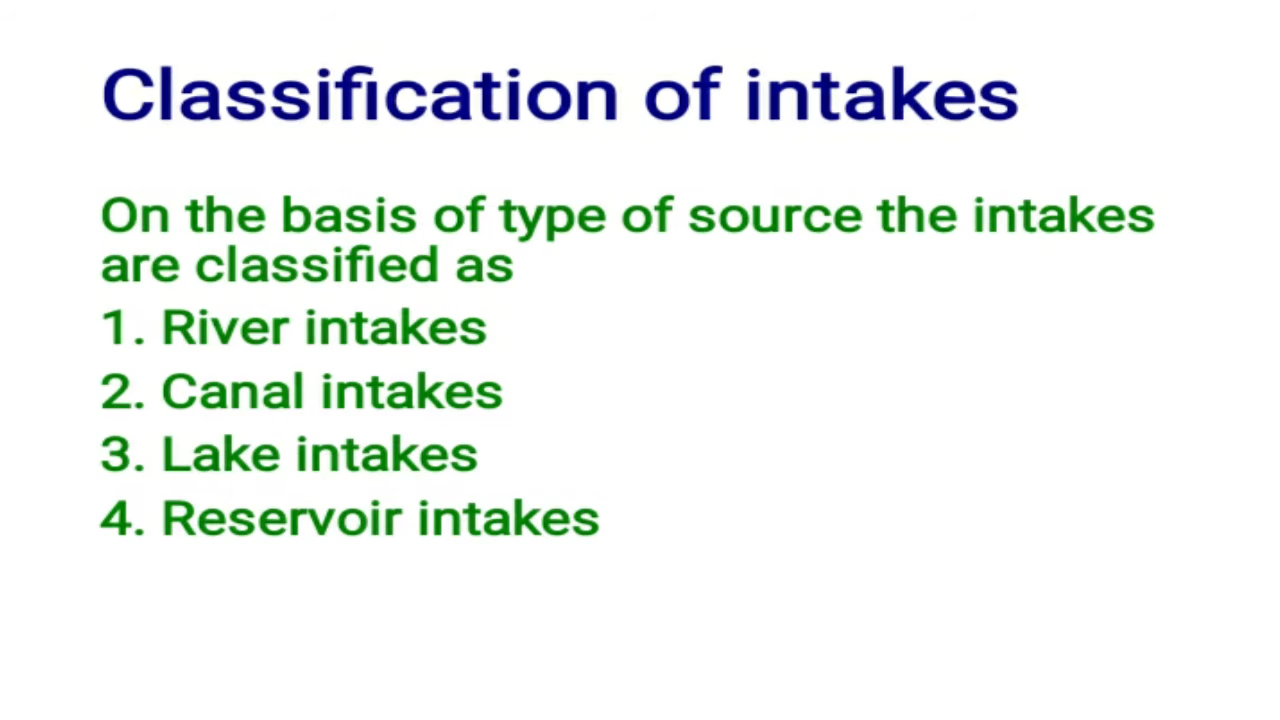 Classification of intakes
On the basis of type of source the intakes
are classified as
1. River intakes
2. Canal intakes
3. Lake intakes
4. Reservoir intakes